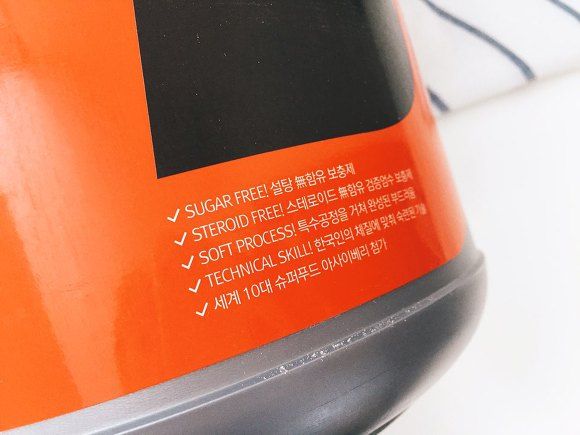 ✓ SUGAR FREE! 설탕 無함유 보충제
✓ STEROID FREE! 스테로이드 無함유 검증영수 보충제
✓ SOFT PROCESS! 특수공정을 거쳐 완성된 부드러움
✓ TECHNICAL SKILL! 한국인의 체질에 맞춰 숙련된 기술
✓ 세계 10대 슈퍼푸드 아사이베리 첨가